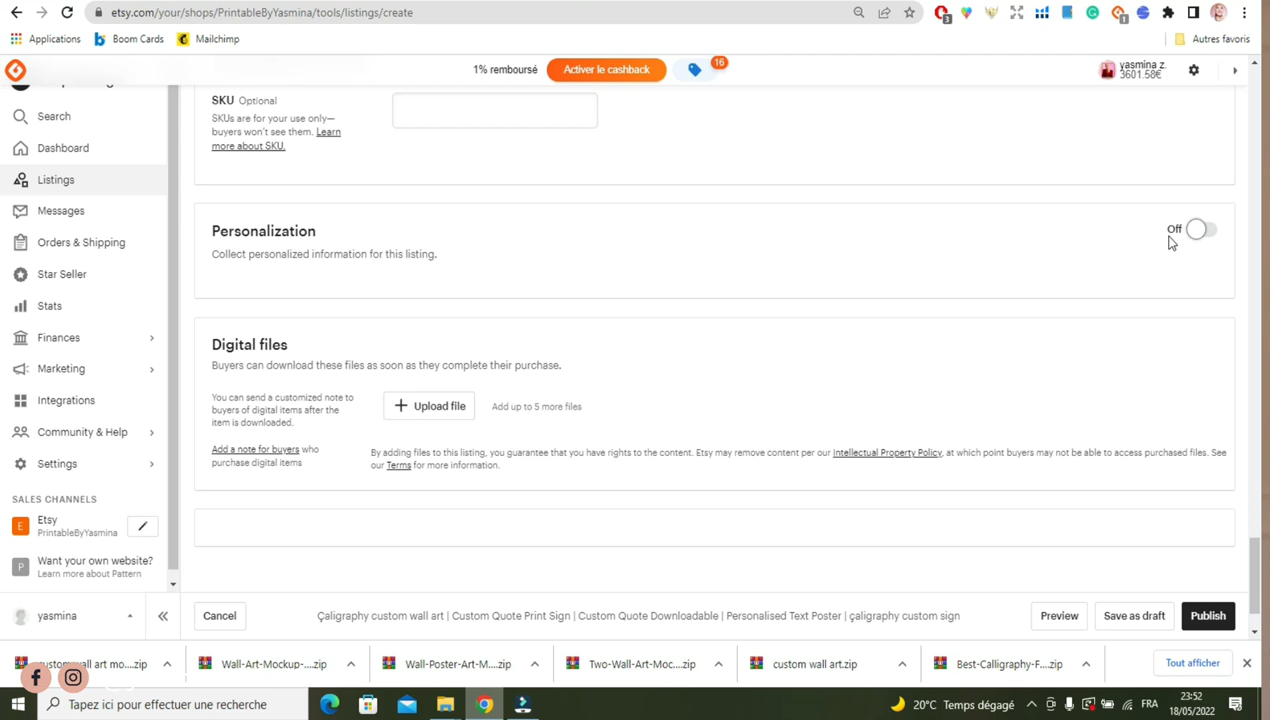 etsy.com/your/shops/PrintableByYasmina/tools/listings/create
3
1
Applications
Boom Cards
Mailchimp
Autres favoris
1% remboursé
Activer le cashback
16
yasmina z.
3601.58€
Search
Dashboard
Listings
Messages
Orders & Shipping
Star Seller
Stats
Finances
Marketing
Integrations
Community & Help
Settings
SALES CHANNELS
E
Etsy
PrintableByYasmina
P
Want your own website?
Learn more about Pattern
yasmina
SKU Optional
SKUs are for your use only—
buyers won't see them. Learn
more about SKU.
Personalization
Off
Collect personalized information for this listing.
Digital files
Buyers can download these files as soon as they complete their purchase.
You can send a customized note to
buyers of digital items after the
item is downloaded.
Upload file
Add up to 5 more files
Add a note for buyers who
purchase digital items
By adding files to this listing, you guarantee that you have rights to the content. Etsy may remove content per our Intellectual Property Policy, at which point buyers may not be able to access purchased files. See
our Terms for more information.
Cancel
Çaligraphy custom wall art | Custom Quote Print Sign | Custom Quote Downloadable | Personalised Text Poster | çaligraphy custom sign
Preview
Save as draft
Publish
custom wall art mo....zip
Wall-Art-Mockup-....zip
Wall-Poster-Art-M....zip
Two-Wall-Art-Moc....zip
custom wall art.zip
Best-Calligraphy-F....zip
Tout afficher
Tapez ici pour effectuer une recherche
20°C Temps dégagé
FRA
23:52
18/05/2022